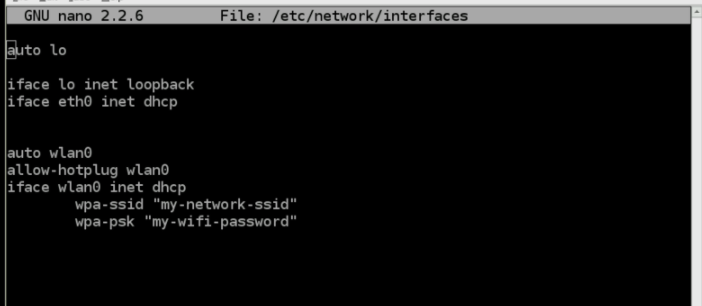 GNU nano 2.2.6 File: /etc/network/interfaces
auto lo
iface lo inet loopback
iface eth0 inet dhcp
auto wlan0
allow-hotplug wlan0
iface wlan0 inet dhcp
wpa-ssid "my-network-ssid"
wpa-psk "my-wifi-password"